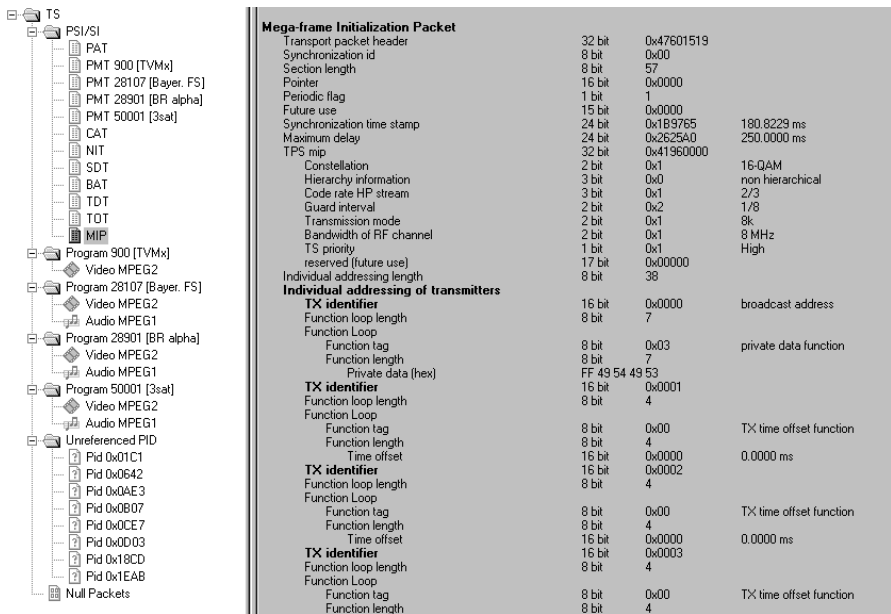 TS
PSI/SI
PAT
PMT 900 [TVMx]
PMT 28107 [Bayer. FS]
PMT 28901 [BR alpha]
PMT 50001 [3sat]
CAT
NIT
SDT
BAT
TDT
TOT
MIP
Program 900 [TVMx]
Video MPEG2
Program 28107 [Bayer. FS]
Video MPEG2
Audio MPEG1
Program 28901 [BR alpha]
Video MPEG2
Audio MPEG1
Program 50001 [3sat]
Video MPEG2
Audio MPEG1
Unreferenced PID
Pid 0x01C1
Pid 0x0642
Pid 0x0AE3
Pid 0x0B07
Pid 0x0CE7
Pid 0x0D03
Pid 0x18CD
Pid 0x1EAB
Null Packets
Mega-frame Initialization Packet
Transport packet header 32 bit 0x47601519
Synchronization id 8 bit 0x00
Section length 8 bit 57
Pointer 16 bit 0x0000
Periodic flag 1 bit 1
Future use 15 bit 0x0000
Synchronization time stamp 24 bit 0x1B9765 180.8229 ms
Maximum delay 24 bit 0x2625A0 250.0000 ms
TPS mip 32 bit 0x41960000
Constellation 2 bit 0x1 16-QAM
Hierarchy information 3 bit 0x0 non hierarchical
Code rate HP stream 3 bit 0x1 2/3
Guard interval 2 bit 0x2 1/8
Transmission mode 2 bit 0x1 8k
Bandwidth of RF channel 2 bit 0x1 8 MHz
TS priority 1 bit 0x1 High
reserved (future use) 17 bit 0x00000
Individual addressing length 8 bit 38
Individual addressing of transmitters
TX identifier 16 bit 0x0000 broadcast address
Function loop length 8 bit 7
Function Loop
Function tag 8 bit 0x03 private data function
Function length 8 bit 7
Private data (hex) FF 49 54 49 53
TX identifier 16 bit 0x0001
Function loop length 8 bit 4
Function Loop
Function tag 8 bit 0x00 TX time offset function
Function length 8 bit 4
Time offset 16 bit 0x0000 0.0000 ms
TX identifier 16 bit 0x0002
Function loop length 8 bit 4
Function Loop
Function tag 8 bit 0x00 TX time offset function
Function length 8 bit 4
Time offset 16 bit 0x0000 0.0000 ms
TX identifier 16 bit 0x0003
Function loop length 8 bit 4
Function Loop
Function tag 8 bit 0x00 TX time offset function
Function length 8 bit 4